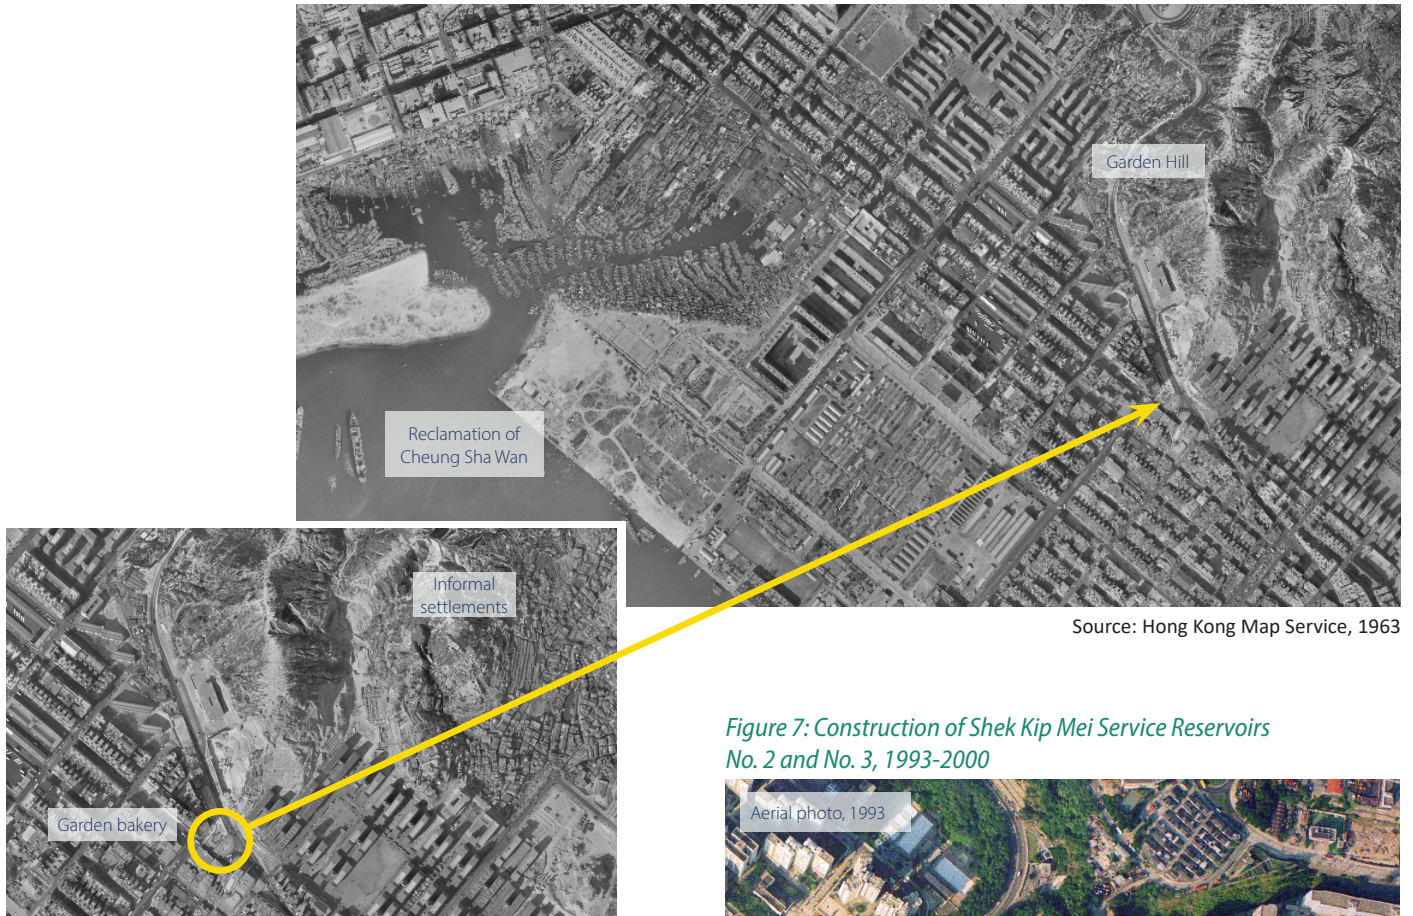 Garden Hill
Reclamation of
Cheung Sha Wan
Informal
settlements
Source: Hong Kong Map Service, 1963
Figure 7: Construction of Shek Kip Mei Service Reservoirs
No. 2 and No. 3, 1993-2000
Garden bakery
Aerial photo, 1993